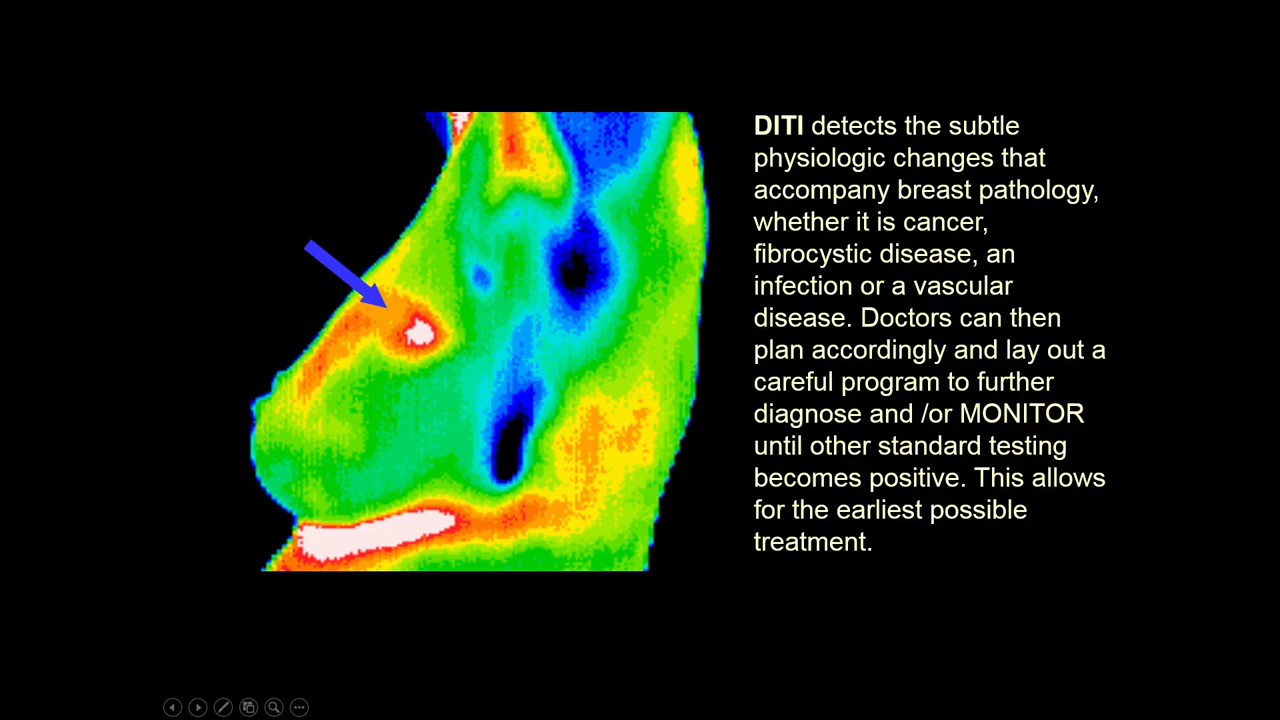 DITI detects the subtle
physiologic changes that
accompany breast pathology,
whether it is cancer,
fibrocystic disease, an
infection or a vascular
disease. Doctors can then
plan accordingly and lay out a
careful program to further
diagnose and /or MONITOR
until other standard testing
becomes positive. This allows
for the earliest possible
treatment.